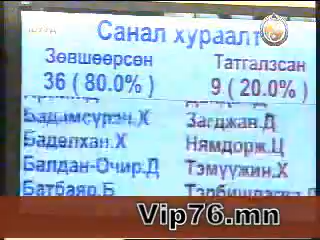 Санал хураалт
Зөвшөөрсөн Татгалзсан
36 ( 80.0%) 9 ( 20.0%)
Бадамсүрэн.Х Загджав.Д
Баделхан.Х Нямдорж.Ц
Балдан-Очир.Д Тэмүүжин.Х
Батбаяр.Б
Vip76.mn